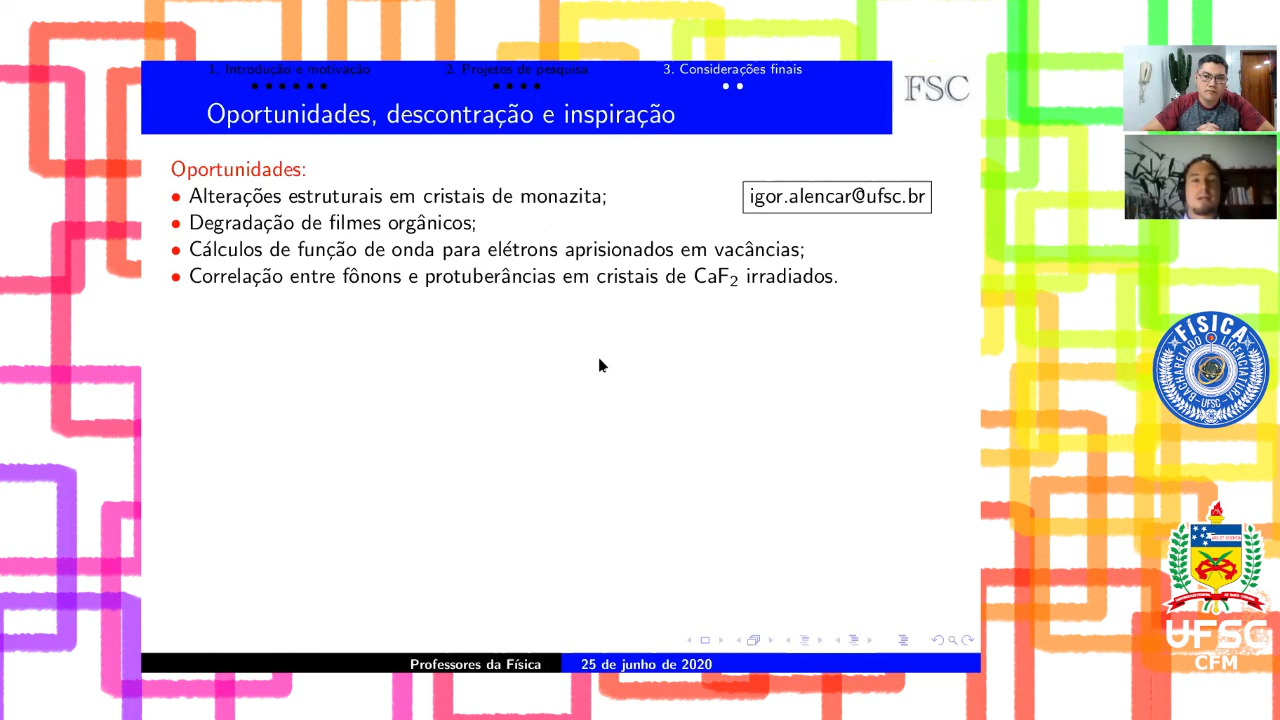 1. Introdução e motivação
2. Projetos de pesquisa
3. Considerações finais
FSC
Oportunidades, descontração e inspiração
Oportunidades:
• Alterações estruturais em cristais de monazita;
igor.alencar@ufsc.br
• Degradação de filmes orgânicos;
• Cálculos de função de onda para elétrons aprisionados em vacâncias;
• Correlação entre fônons e protuberâncias em cristais de CaF₂ irradiados.
FÍSICA
BACHARELADO LICENCIATURA
-UFSC-
UFSC
CFM
Professores da Física
25 de junho de 2020